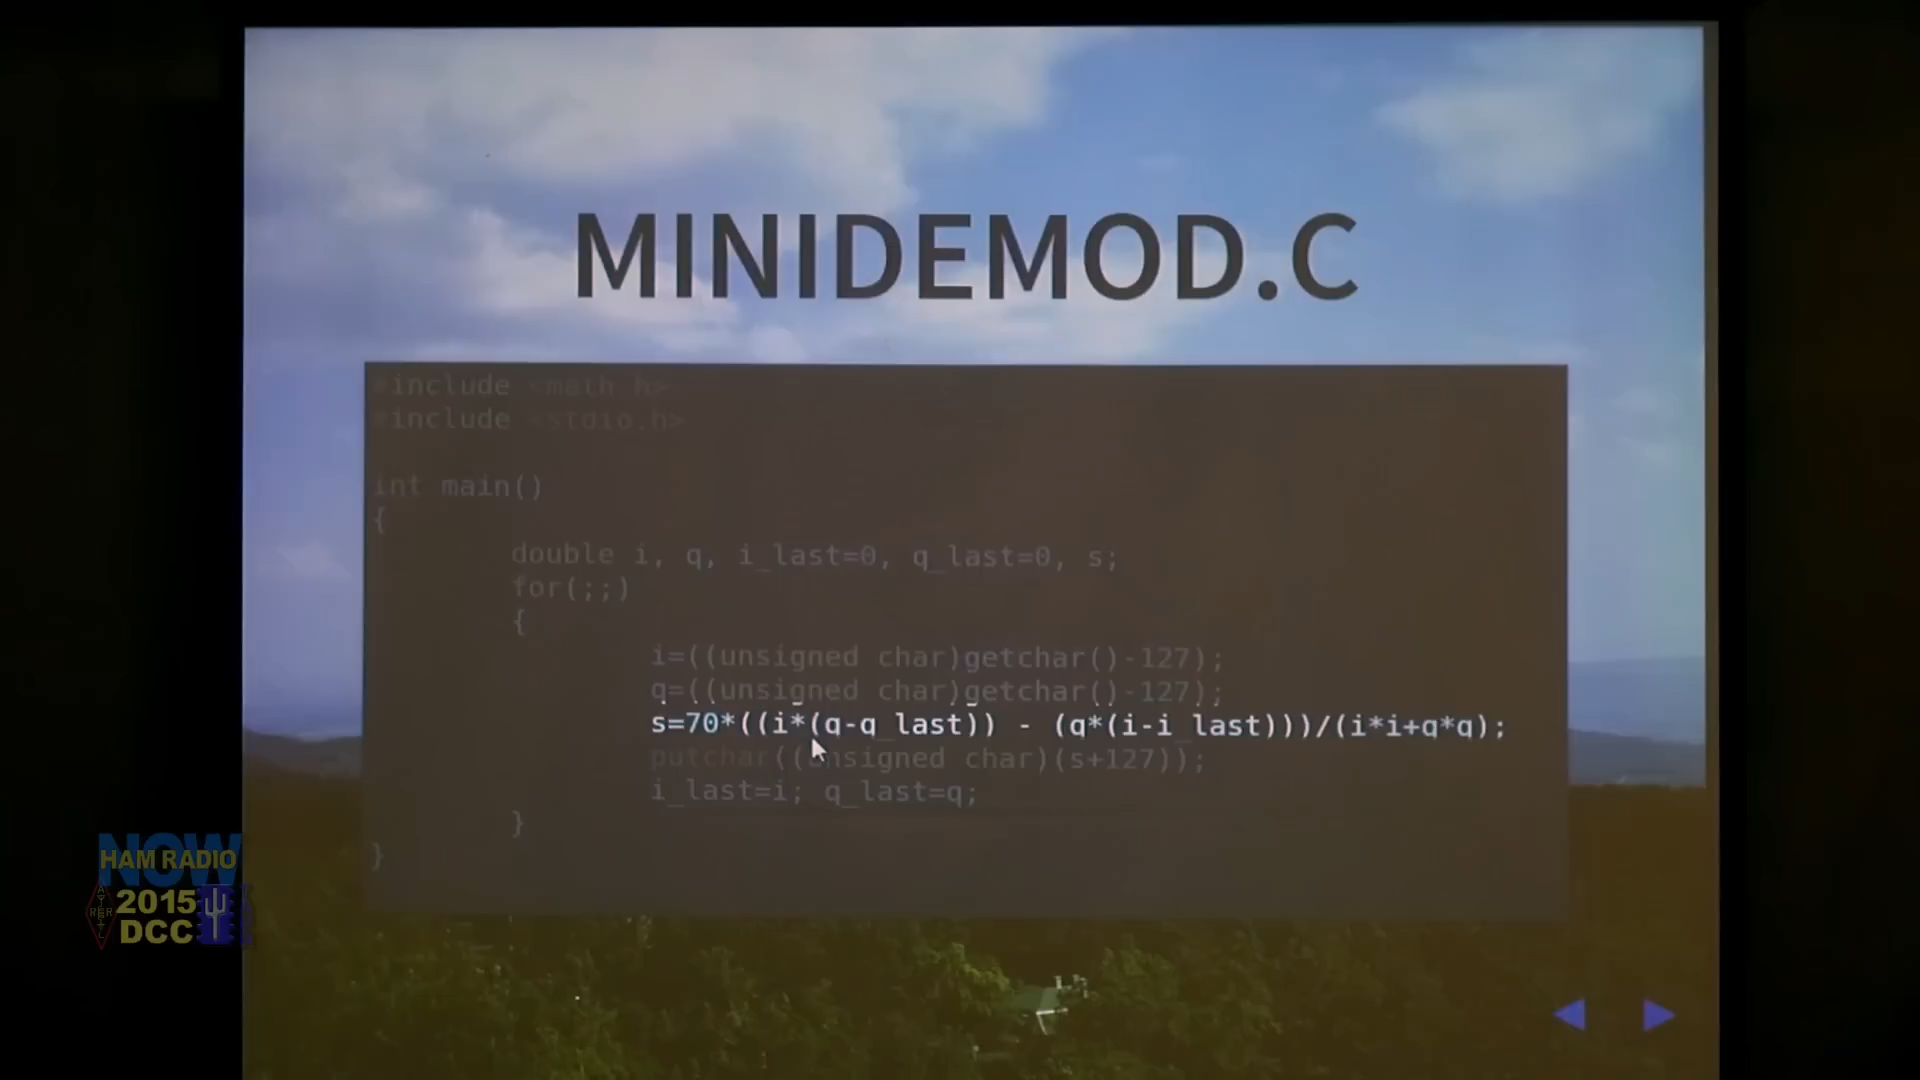 MINIDEMOD.C
#include <math.h>
#include <stdio.h>
int main()
{
double i, q, i_last=0, q_last=0, s;
for(;;)
{
i=((unsigned char)getchar()-127);
q=((unsigned char)getchar()-127);
s=70*((i*(q-q_last)) - (q*(i-i_last)))/(i*i+q*q);
putchar((unsigned char)(s+127));
i_last=i; q_last=q;
}
}
NOW
HAM RADIO
2015
DCC